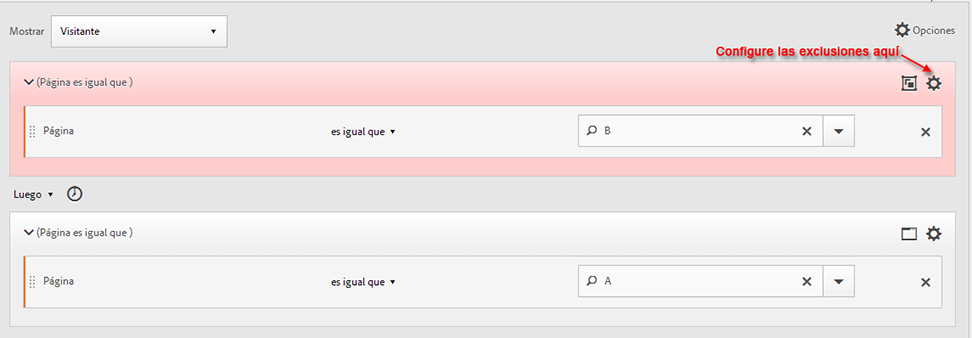 Mostrar Visitante Opciones
Configure las exclusiones aquí
(Página es igual que )
Página es igual que B
Luego
(Página es igual que )
Página es igual que A